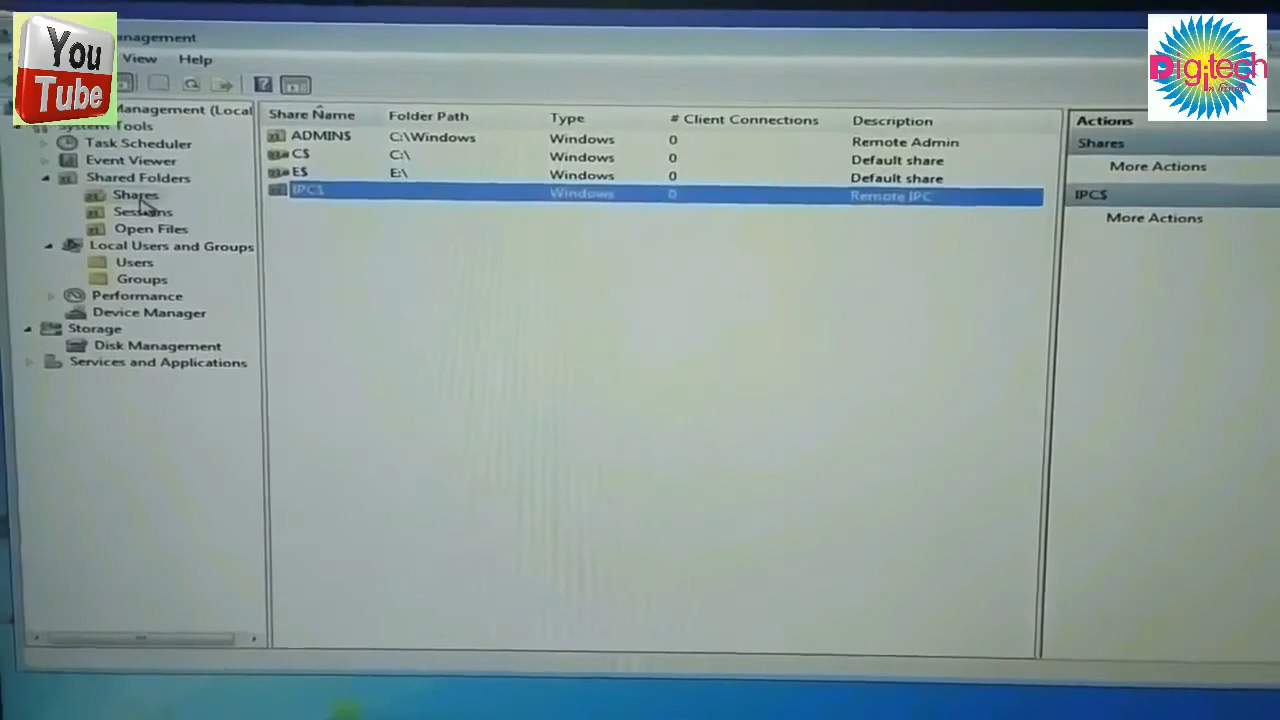 You
Tube
Digitech
anagement
View Help
Management (Local
System Tools
Task Scheduler
Event Viewer
Shared Folders
Shares
Sessions
Open Files
Local Users and Groups
Users
Groups
Performance
Device Manager
Storage
Disk Management
Services and Applications
Share Name Folder Path Type # Client Connections Description
ADMIN$ C:\Windows Windows 0 Remote Admin
C$ C:\ Windows 0 Default share
E$ E:\ Windows 0 Default share
IPC$ Windows 0 Remote IPC
Actions
Shares
More Actions
IPC$
More Actions